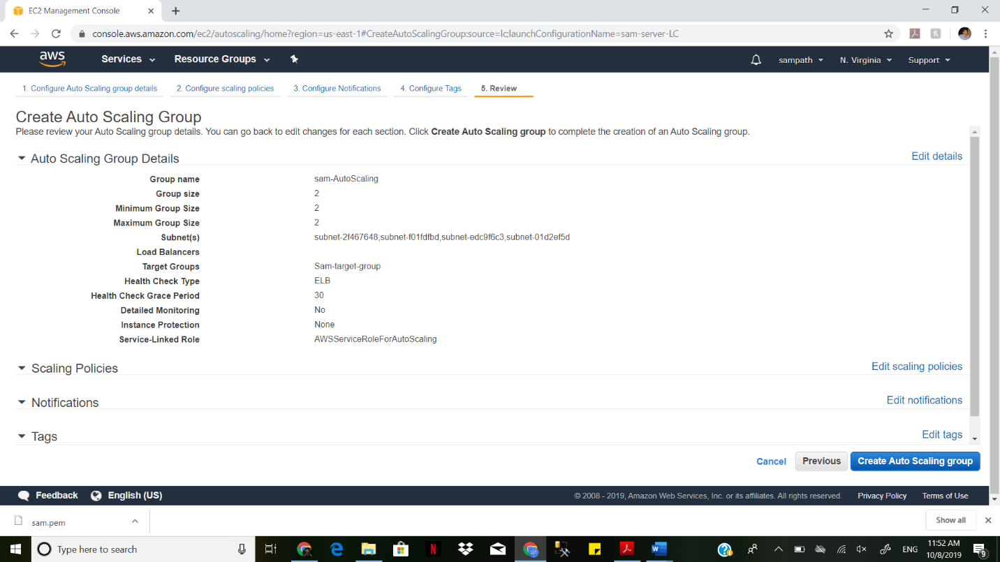 EC2 Management Console
console.aws.amazon.com/ec2/autoscaling/home?region=us-east-1#CreateAutoScalingGroup:source=lc;launchConfigurationName=sam-server-LC
aws Services Resource Groups sampath N. Virginia Support
1. Configure Auto Scaling group details 2. Configure scaling policies 3. Configure Notifications 4. Configure Tags 5. Review
Create Auto Scaling Group
Please review your Auto Scaling group details. You can go back to edit changes for each section. Click Create Auto Scaling group to complete the creation of an Auto Scaling group.
Auto Scaling Group Details Edit details
Group name sam-AutoScaling
Group size 2
Minimum Group Size 2
Maximum Group Size 2
Subnet(s) subnet-2f467648,subnet-f01fdfbd,subnet-edc9f6c3,subnet-01d2ef5d
Load Balancers
Target Groups Sam-target-group
Health Check Type ELB
Health Check Grace Period 30
Detailed Monitoring No
Instance Protection None
Service-Linked Role AWSServiceRoleForAutoScaling
Scaling Policies Edit scaling policies
Notifications Edit notifications
Tags Edit tags
Cancel Previous Create Auto Scaling group
Feedback English (US) © 2008 - 2019, Amazon Web Services, Inc. or its affiliates. All rights reserved. Privacy Policy Terms of Use
sam.pem Show all
Type here to search ENG 11:52 AM
10/8/2019 9